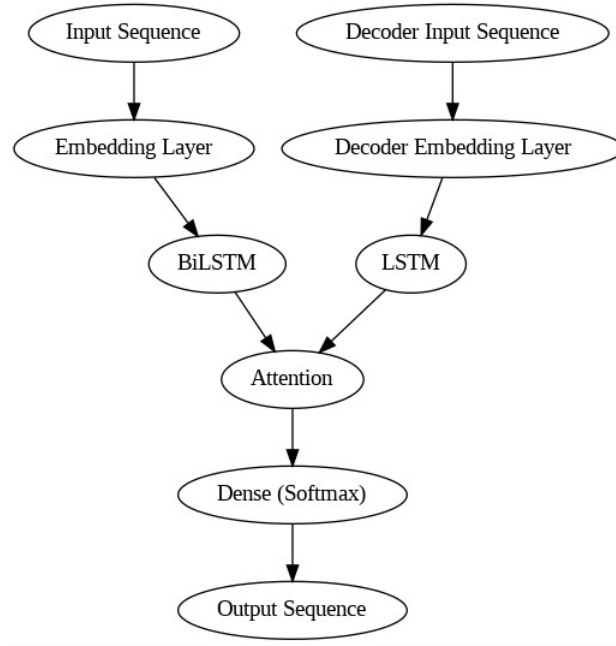 Input Sequence
Decoder Input Sequence
Embedding Layer
Decoder Embedding Layer
BiLSTM
LSTM
Attention
Dense (Softmax)
Output Sequence